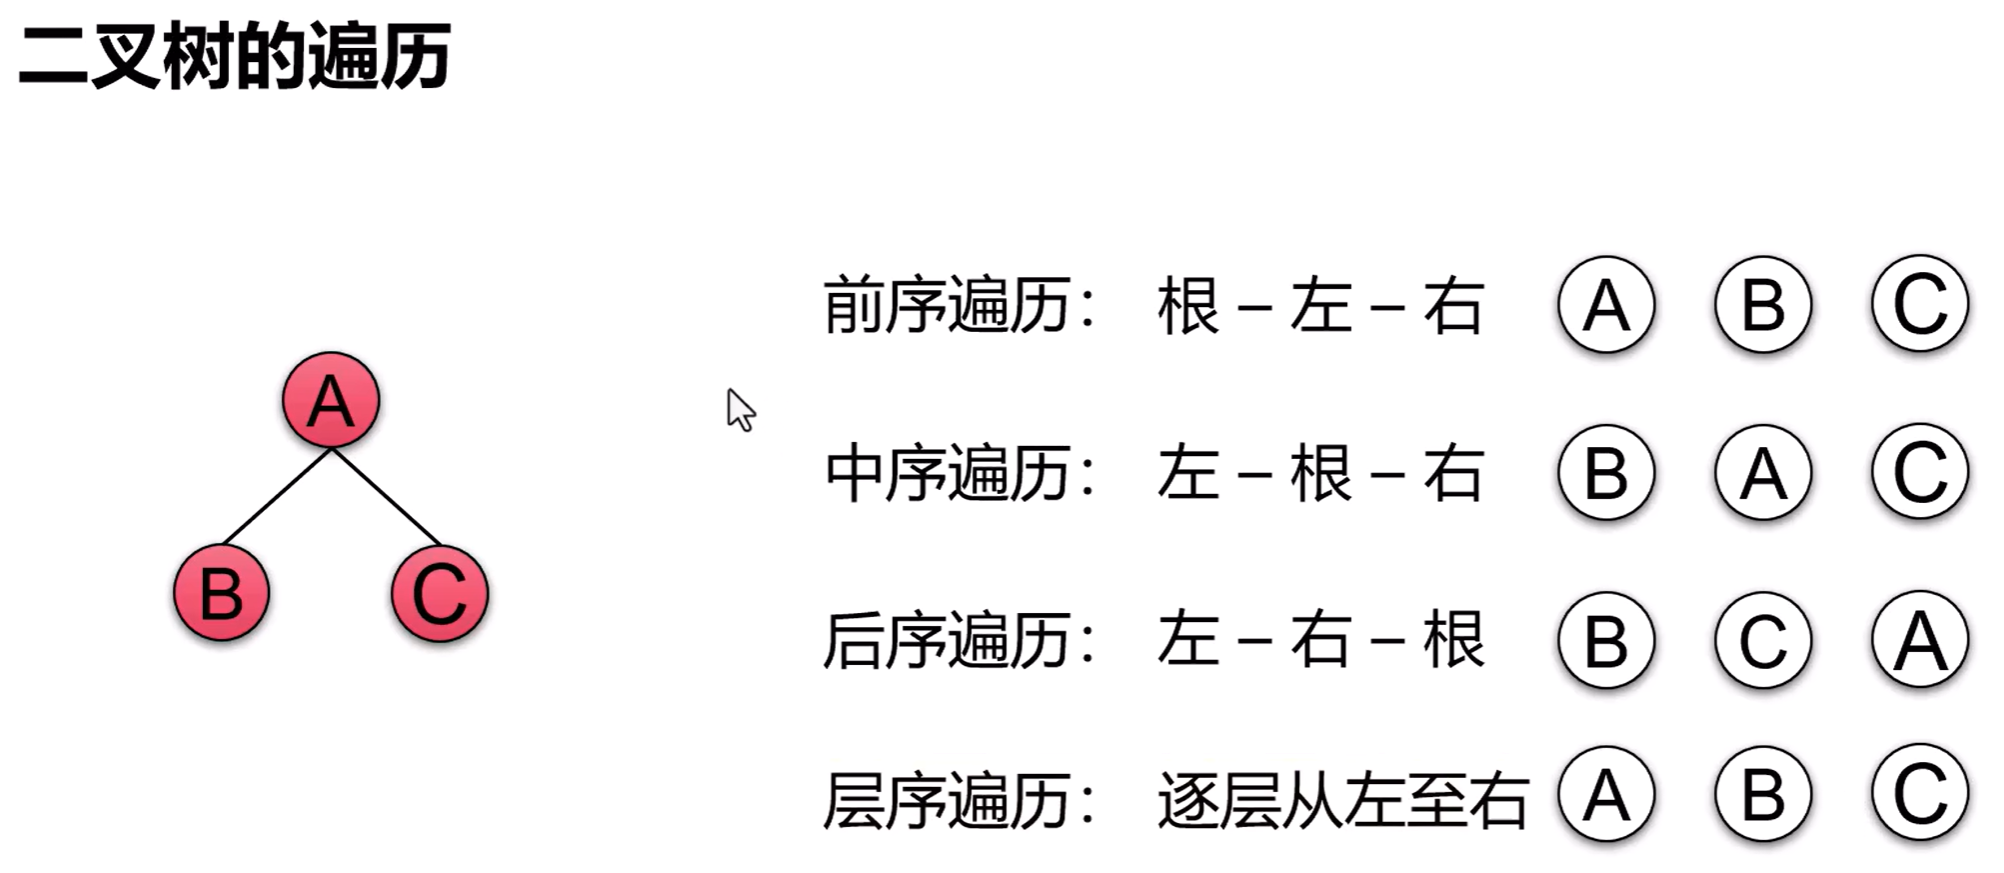 二叉树的遍历
前序遍历： 根 – 左 – 右 A B C
A
中序遍历： 左 – 根 – 右 B A C
B C
后序遍历： 左 – 右 – 根 B C A
层序遍历： 逐层从左至右 A B C